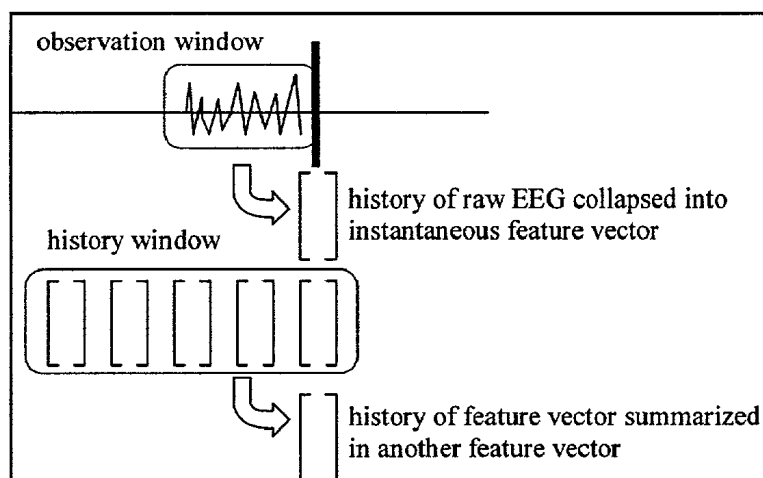 observation window
history of raw EEG collapsed into
instantaneous feature vector
history window
history of feature vector summarized
in another feature vector